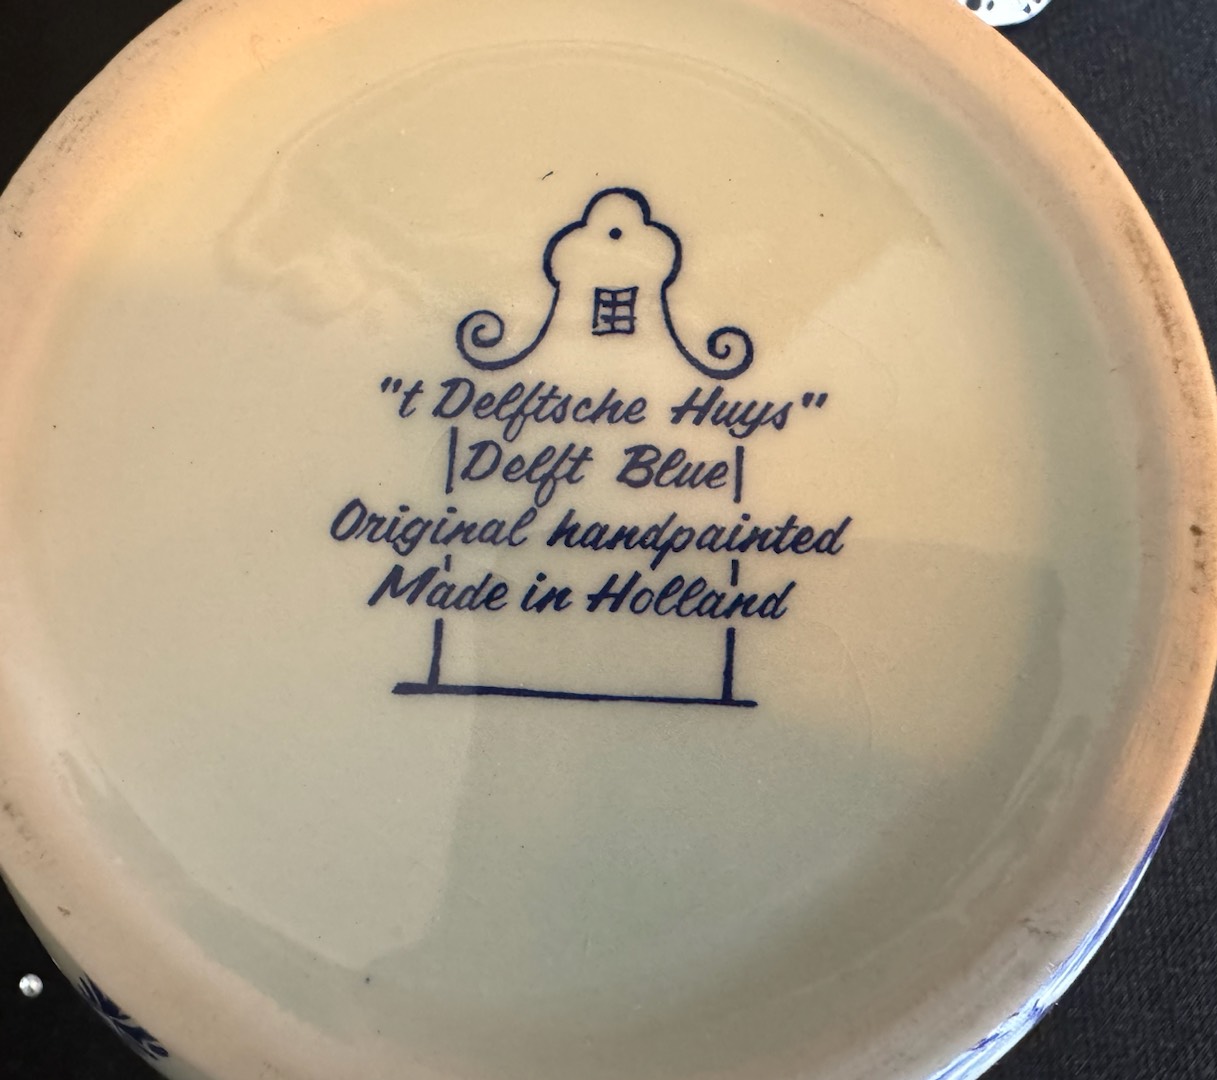 "t Delftsche Huys"
Delft Blue
Original handpainted
Made in Holland